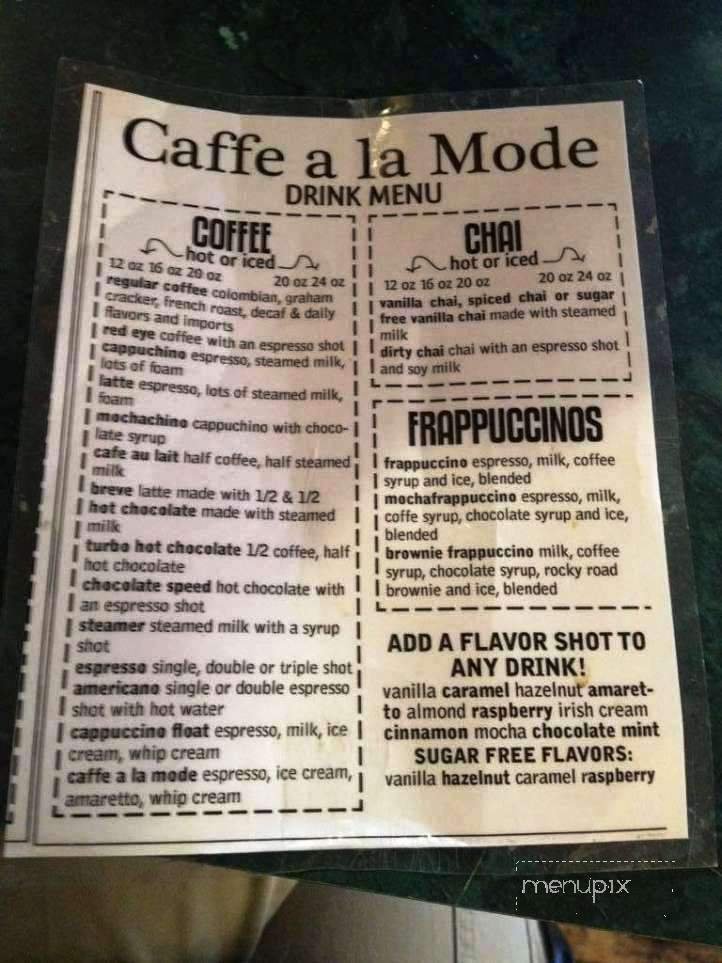 Caffe a la Mode
DRINK MENU
COFFEE
hot or iced
12 oz 16 oz 20 oz 20 oz 24 oz
regular coffee colombian, graham
cracker, french roast, decaf & daily
flavors and imports
red eye coffee with an espresso shot
cappuchino espresso, steamed milk,
lots of foam
latte espresso, lots of steamed milk,
foam
mochachino cappuchino with choco-
late syrup
cafe au lait half coffee, half steamed
milk
breve latte made with 1/2 & 1/2
hot chocolate made with steamed
milk
turbo hot chocolate 1/2 coffee, half
hot chocolate
chocolate speed hot chocolate with
an espresso shot
steamer steamed milk with a syrup
shot
espresso single, double or triple shot
americano single or double espresso
shot with hot water
cappuccino float espresso, milk, ice
cream, whip cream
caffe a la mode espresso, ice cream,
amaretto, whip cream
CHAI
hot or iced
12 oz 16 oz 20 oz 20 oz 24 oz
vanilla chai, spiced chai or sugar
free vanilla chai made with steamed
milk
dirty chai chai with an espresso shot
and soy milk
FRAPPUCCINOS
frappuccino espresso, milk, coffee
syrup and ice, blended
mochafrappuccino espresso, milk,
coffe syrup, chocolate syrup and ice,
blended
brownie frappuccino milk, coffee
syrup, chocolate syrup, rocky road
brownie and ice, blended
ADD A FLAVOR SHOT TO
ANY DRINK!
vanilla caramel hazelnut amaret-
to almond raspberry irish cream
cinnamon mocha chocolate mint
SUGAR FREE FLAVORS:
vanilla hazelnut caramel raspberry
menupix